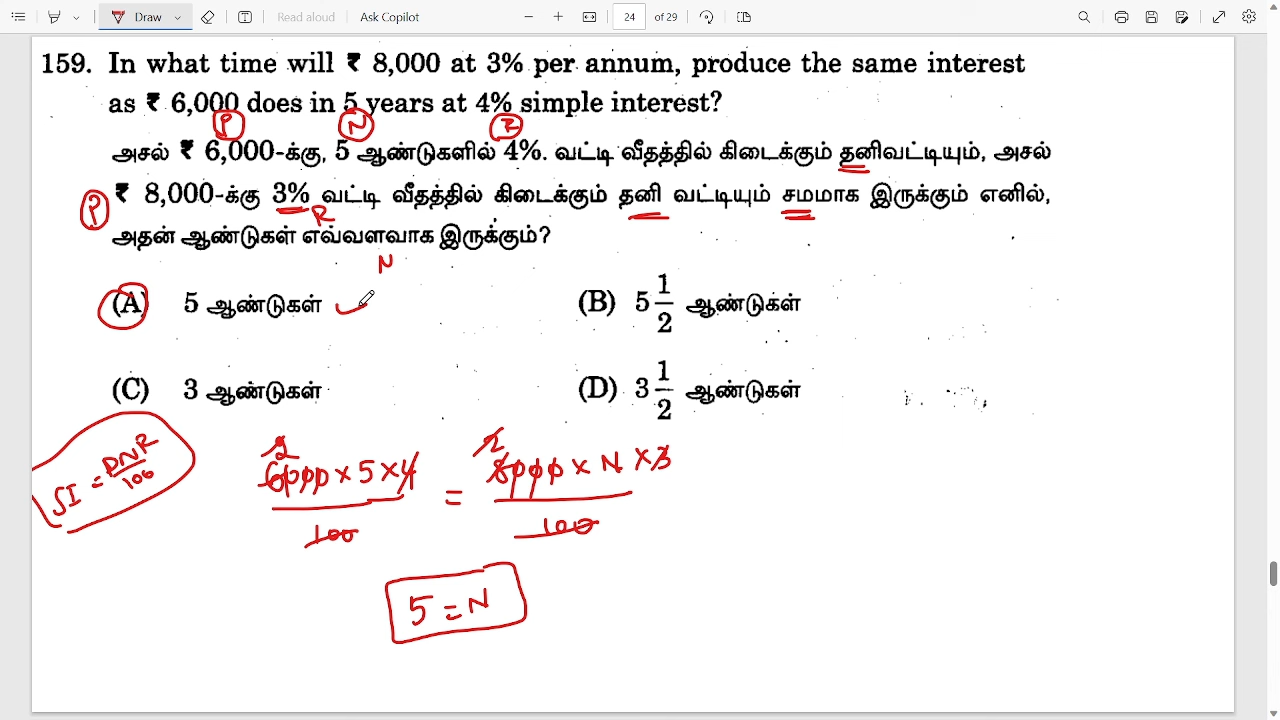 Draw
Read aloud
Ask Copilot
24
of 29
159. In what time will ₹ 8,000 at 3% per annum, produce the same interest
as ₹ 6,000 does in 5 years at 4% simple interest?
P N R
அசல் ₹ 6,000-க்கு, 5 ஆண்டுகளில் 4%. வட்டி வீதத்தில் கிடைக்கும் தனிவட்டியும், அசல்
P ₹ 8,000-க்கு 3% வட்டி வீதத்தில் கிடைக்கும் தனி வட்டியும் சமமாக இருக்கும் எனில்,
R
அதன் ஆண்டுகள் எவ்வளவாக இருக்கும்?
N
(A) 5 ஆண்டுகள்
(B) 5 1/2 ஆண்டுகள்
(C) 3 ஆண்டுகள்
(D) 3 1/2 ஆண்டுகள்
SI = PNR/100
2 2
6000 × 5 × 4 / 100 = 8000 × N × 3 / 100
5 = N